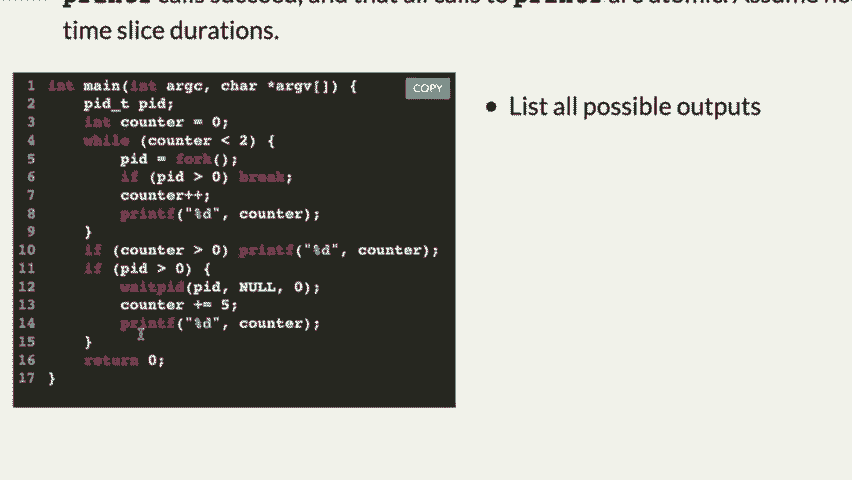 printf calls succeed, and that all calls to printf are atomic. Assume no
time slice durations.
1 int main(int argc, char *argv[]) {
COPY
2 pid_t pid;
3 int counter = 0;
4 while (counter < 2) {
5 pid = fork();
6 if (pid > 0) break;
7 counter++;
8 printf("%d", counter);
9 }
10 if (counter > 0) printf("%d", counter);
11 if (pid > 0) {
12 waitpid(pid, NULL, 0);
13 counter += 5;
14 printf("%d", counter);
15 }
16 return 0;
17 }
• List all possible outputs